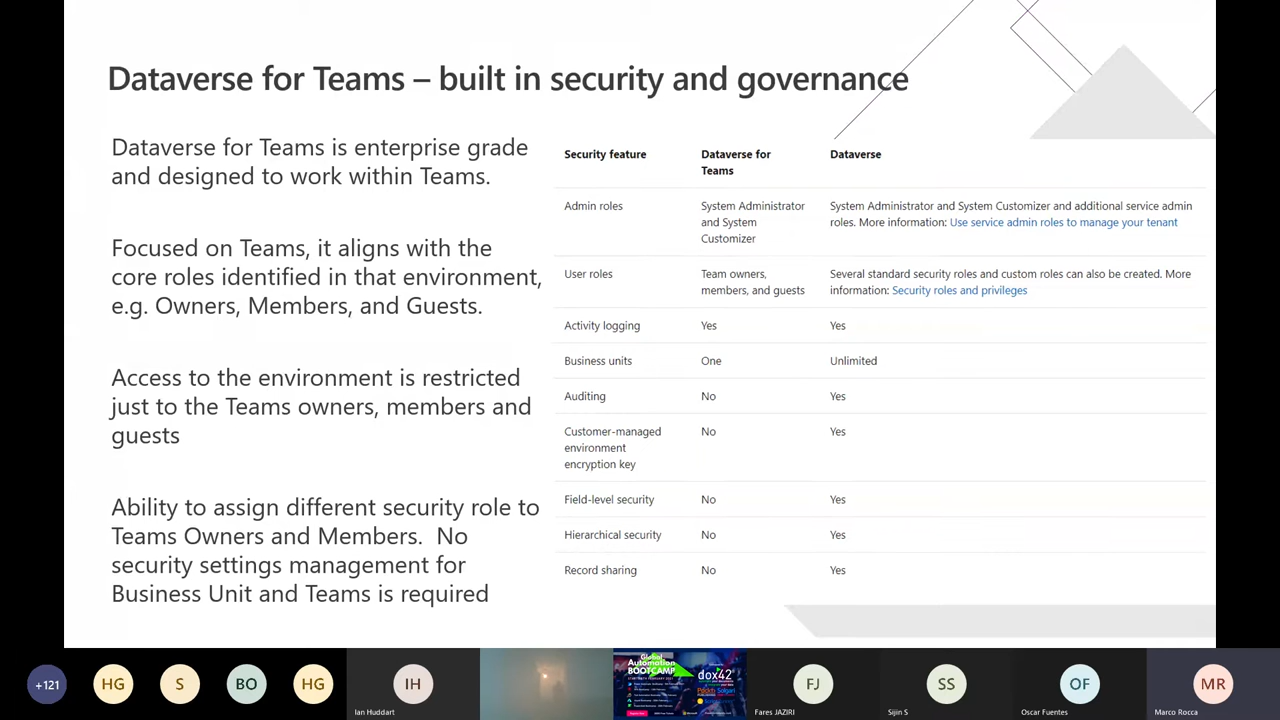 Dataverse for Teams – built in security and governance
Dataverse for Teams is enterprise grade
and designed to work within Teams.
Focused on Teams, it aligns with the
core roles identified in that environment,
e.g. Owners, Members, and Guests.
Access to the environment is restricted
just to the Teams owners, members and
guests
Ability to assign different security role to
Teams Owners and Members.  No
security settings management for
Business Unit and Teams is required
Security feature
Dataverse for
Teams
Dataverse
Admin roles
System Administrator
and System
Customizer
System Administrator and System Customizer and additional service admin
roles. More information: Use service admin roles to manage your tenant
User roles
Team owners,
members, and guests
Several standard security roles and custom roles can also be created. More
information: Security roles and privileges
Activity logging
Yes
Yes
Business units
One
Unlimited
Auditing
No
Yes
Customer-managed
environment
encryption key
No
Yes
Field-level security
No
Yes
Hierarchical security
No
Yes
Record sharing
No
Yes
+121
HG
S
BO
HG
IH
Ian Huddart
Global
Automation
BOOTCAMP
dox42
FJ
Fares JAZIRI
SS
Sijin S
OF
Oscar Fuentes
MR
Marco Rocca